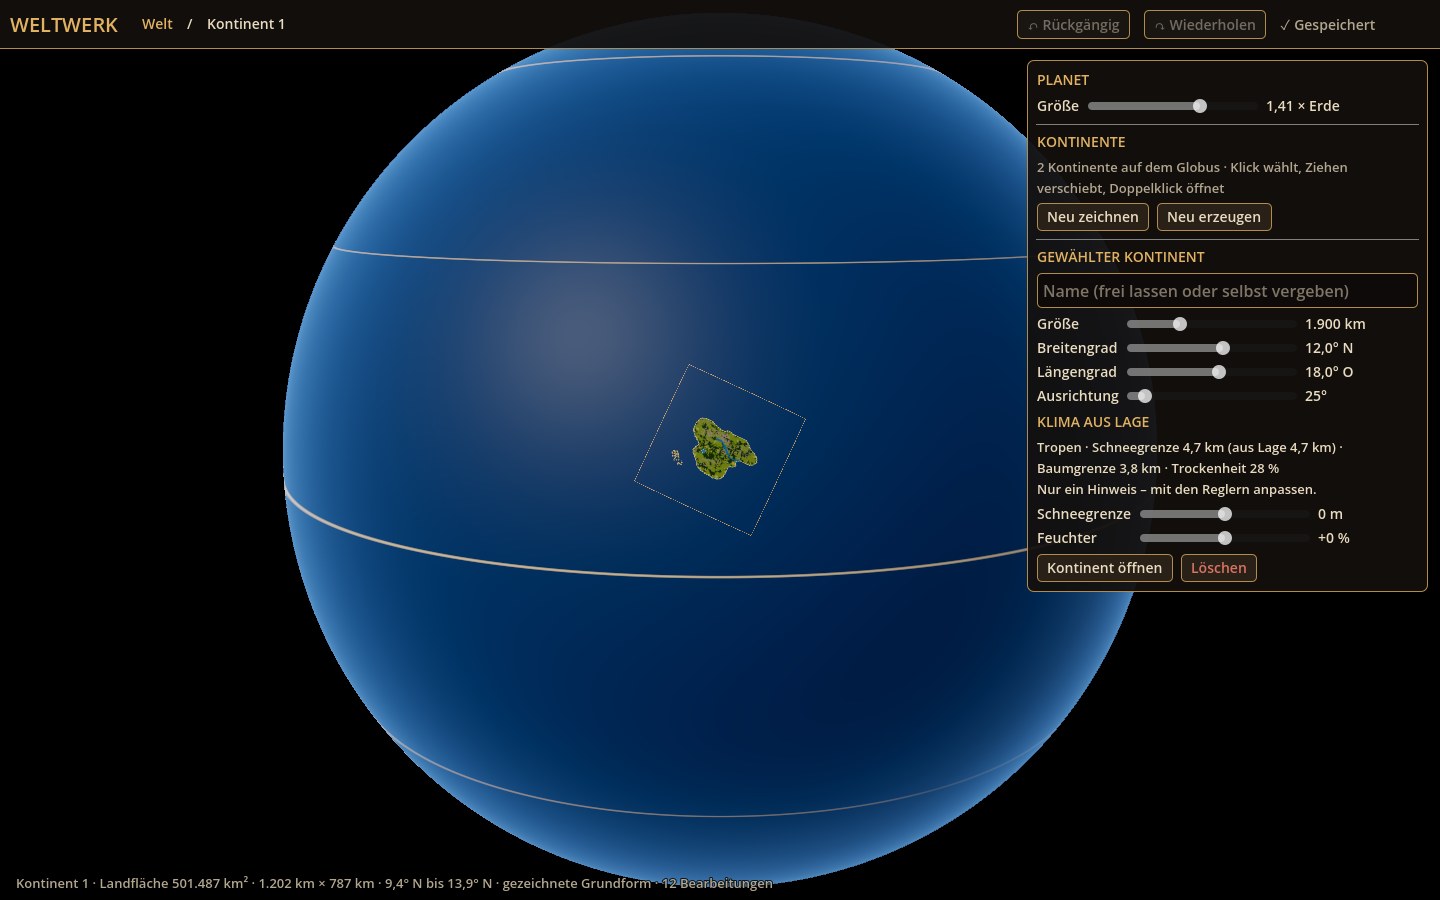 WELTWERK Welt / Kontinent 1 Rückgängig Wiederholen ✓ Gespeichert
PLANET
Größe 1,41 × Erde
KONTINENTE
2 Kontinente auf dem Globus · Klick wählt, Ziehen
verschiebt, Doppelklick öffnet
Neu zeichnen Neu erzeugen
GEWÄHLTER KONTINENT
Name (frei lassen oder selbst vergeben)
Größe 1.900 km
Breitengrad 12,0° N
Längengrad 18,0° O
Ausrichtung 25°
KLIMA AUS LAGE
Tropen · Schneegrenze 4,7 km (aus Lage 4,7 km) ·
Baumgrenze 3,8 km · Trockenheit 28 %
Nur ein Hinweis – mit den Reglern anpassen.
Schneegrenze 0 m
Feuchter +0 %
Kontinent öffnen Löschen
Kontinent 1 · Landfläche 501.487 km² · 1.202 km × 787 km · 9,4° N bis 13,9° N · gezeichnete Grundform · 12 Bearbeitungen